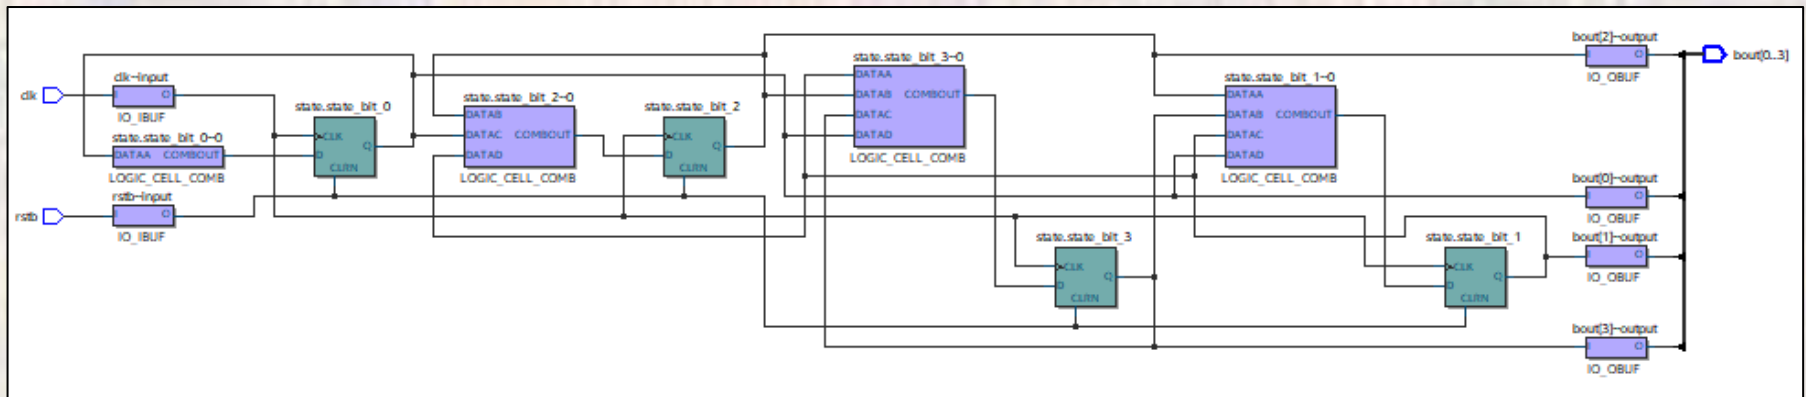 clk
clk~input
I
O
IO_IBUF
state.state_bit_0~0
DATAA COMBOUT
LOGIC_CELL_COMB
rstb
rstb~input
I
O
IO_IBUF
state.state_bit_0
CLK
D
Q
CLRN
state.state_bit_2~0
DATAB
DATAC COMBOUT
DATAD
LOGIC_CELL_COMB
state.state_bit_2
CLK
D
Q
CLRN
state.state_bit_3~0
DATAA
DATAB COMBOUT
DATAC
DATAD
LOGIC_CELL_COMB
state.state_bit_3
CLK
D
Q
CLRN
state.state_bit_1~0
DATAA
DATAB COMBOUT
DATAC
DATAD
LOGIC_CELL_COMB
state.state_bit_1
CLK
D
Q
CLRN
bout[2]~output
I
O
IO_OBUF
bout[0..3]
bout[0]~output
I
O
IO_OBUF
bout[1]~output
I
O
IO_OBUF
bout[3]~output
I
O
IO_OBUF